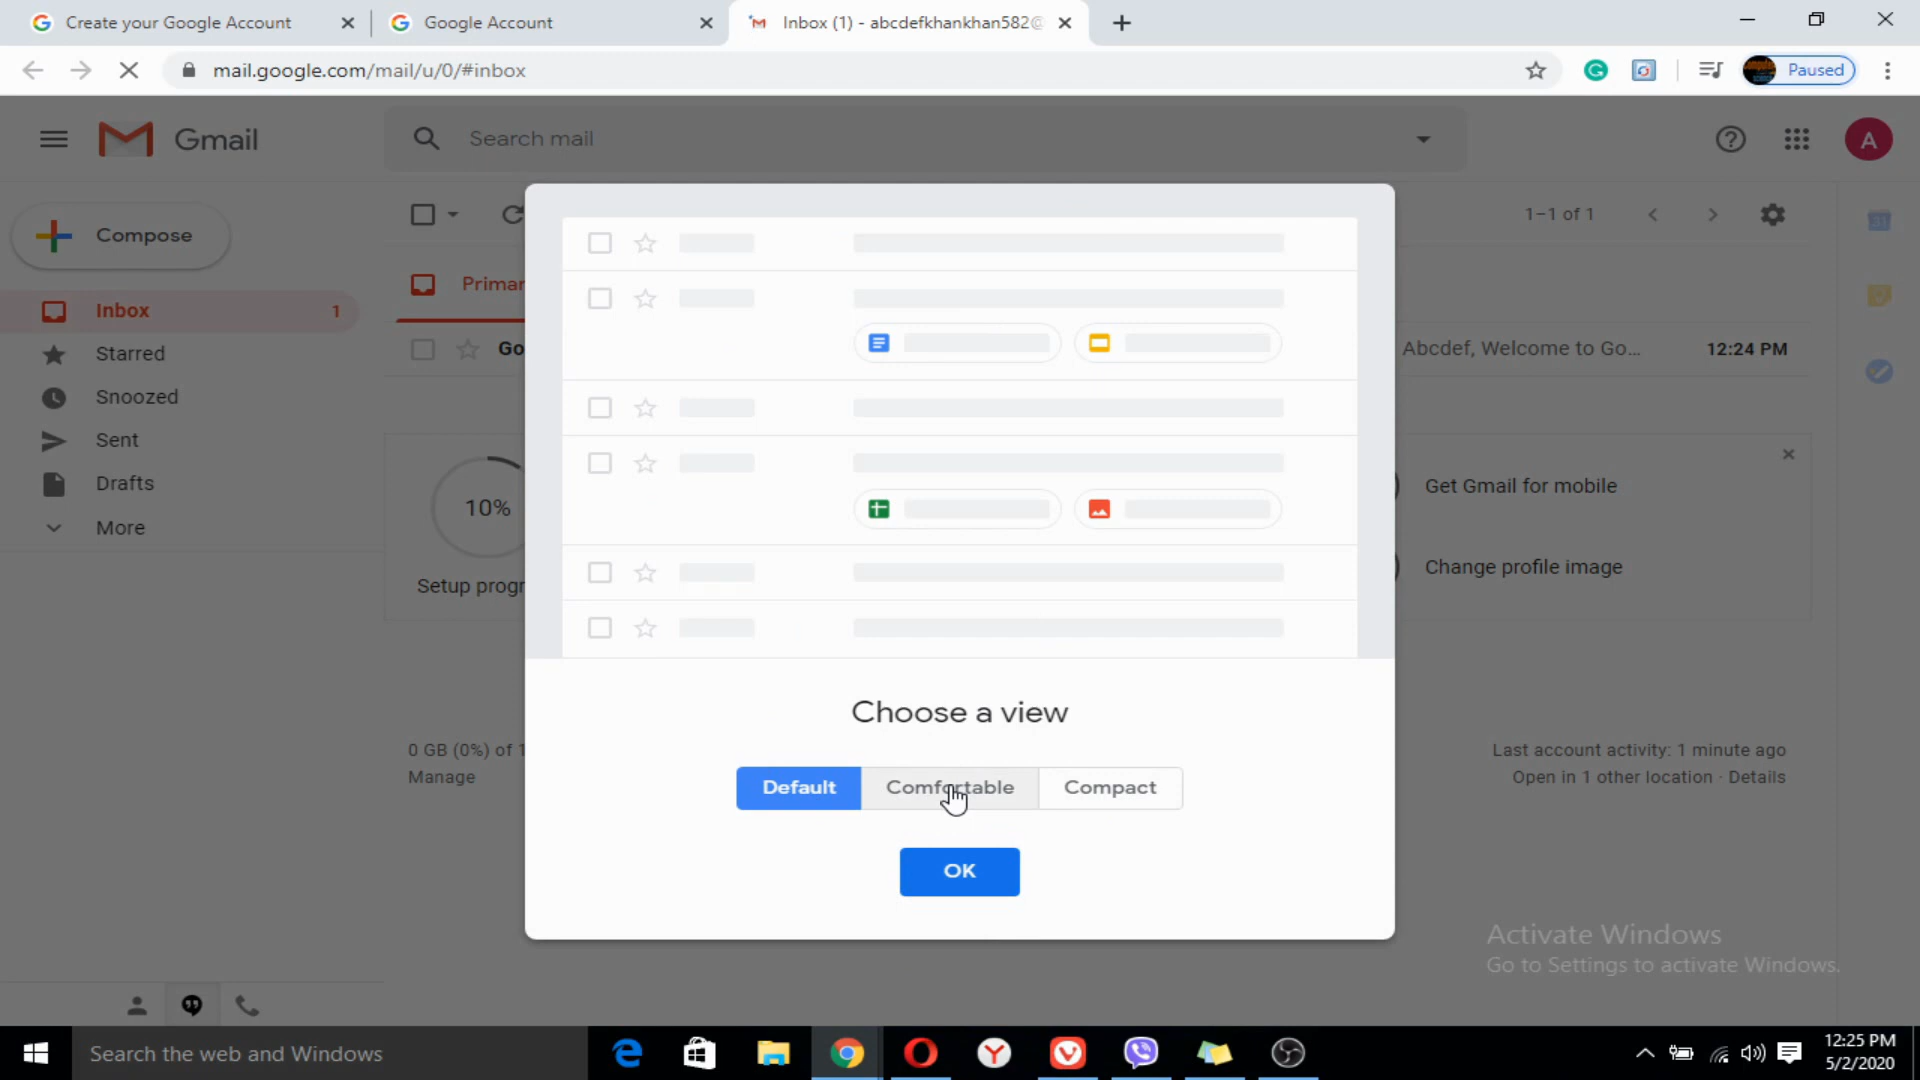 Create your Google Account
Google Account
Inbox (1) - abcdefkhankhan582@
mail.google.com/mail/u/0/#inbox
Paused
Gmail
Search mail
A
Compose
1–1 of 1
31
Primar
Inbox
1
Starred
Go
Abcdef, Welcome to Go...
12:24 PM
Snoozed
Sent
Drafts
More
10%
Get Gmail for mobile
Setup progr
Change profile image
Choose a view
0 GB (0%) of 1
Manage
Last account activity: 1 minute ago
Open in 1 other location · Details
Default
Comfortable
Compact
OK
Activate Windows
Go to Settings to activate Windows.
Search the web and Windows
12:25 PM
5/2/2020